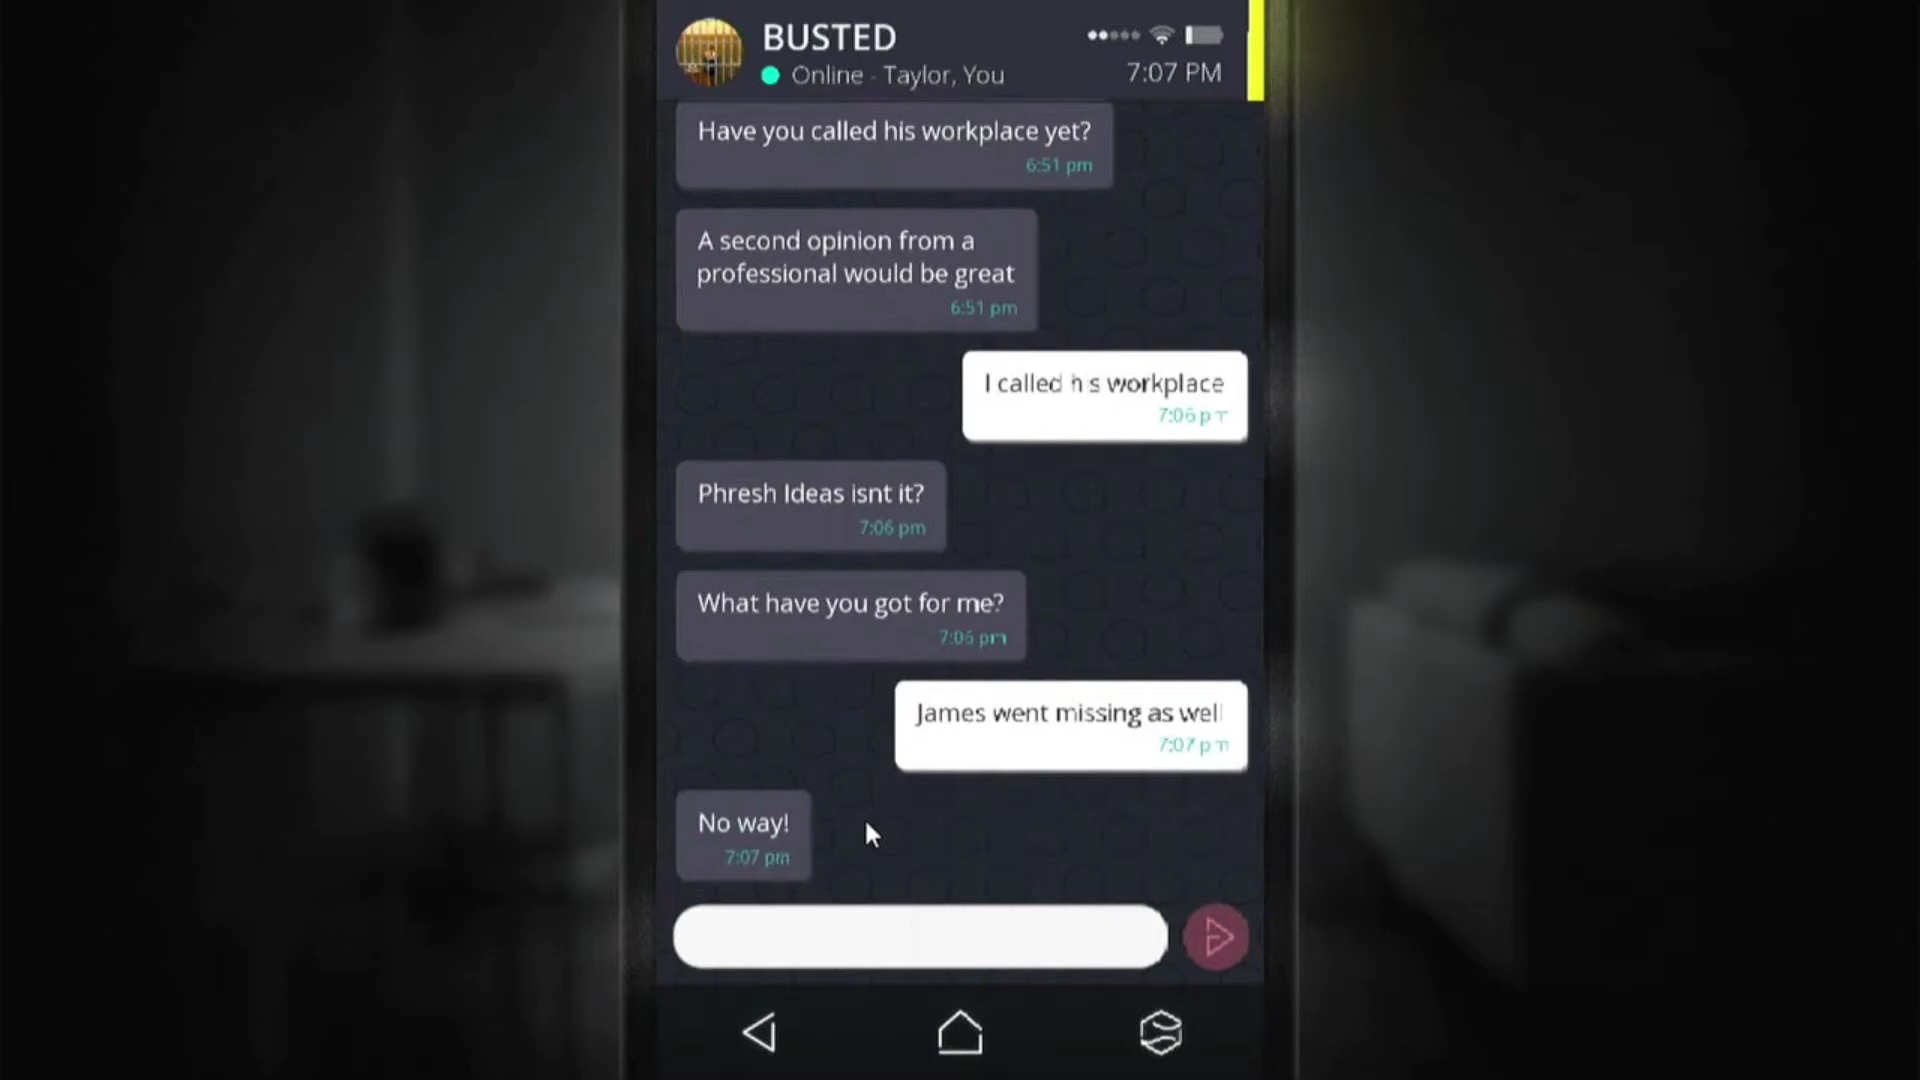 BUSTED
Online - Taylor, You
7:07 PM
Have you called his workplace yet?
6:51 pm
A second opinion from a
professional would be great
6:51 pm
I called his workplace
7:06 pm
Phresh Ideas isnt it?
7:06 pm
What have you got for me?
7:06 pm
James went missing as well
7:07 pm
No way!
7:07 pm